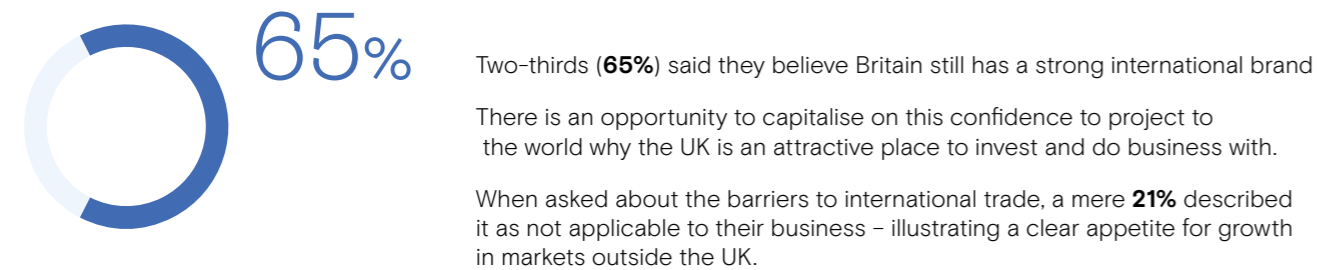 65%
Two-thirds (65%) said they believe Britain still has a strong international brand
There is an opportunity to capitalise on this confidence to project to
the world why the UK is an attractive place to invest and do business with.
When asked about the barriers to international trade, a mere 21% described
it as not applicable to their business – illustrating a clear appetite for growth
in markets outside the UK.